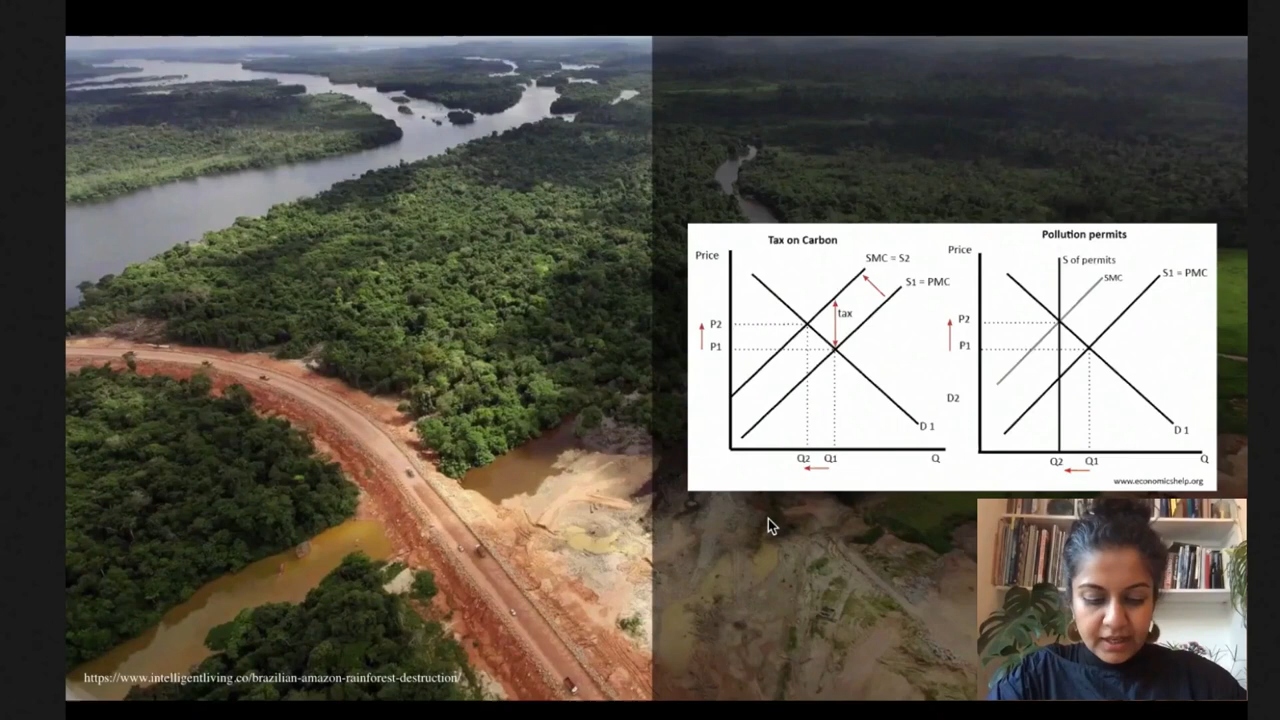 Tax on Carbon
Price
SMC = S2
S1 = PMC
tax
P2
P1
D 1
Q2
Q1
Q
Pollution permits
Price
S of permits
SMC
S1 = PMC
P2
P1
D2
D 1
Q2
Q1
Q
www.economicshelp.org
https://www.intelligentliving.co/brazilian-amazon-rainforest-destruction/